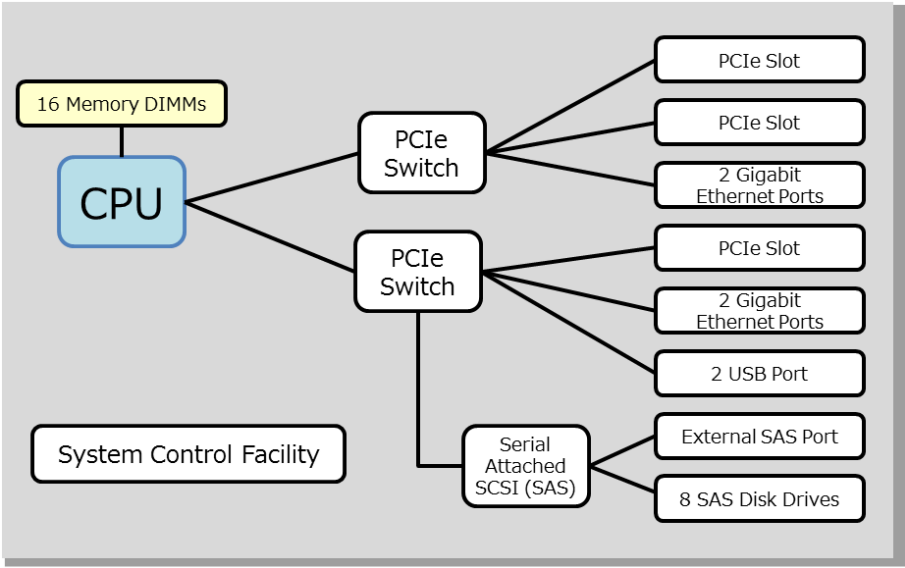 16 Memory DIMMs
CPU
PCIe
Switch
PCIe
Switch
PCIe Slot
PCIe Slot
2 Gigabit
Ethernet Ports
PCIe Slot
2 Gigabit
Ethernet Ports
2 USB Port
Serial
Attached
SCSI (SAS)
External SAS Port
8 SAS Disk Drives
System Control Facility